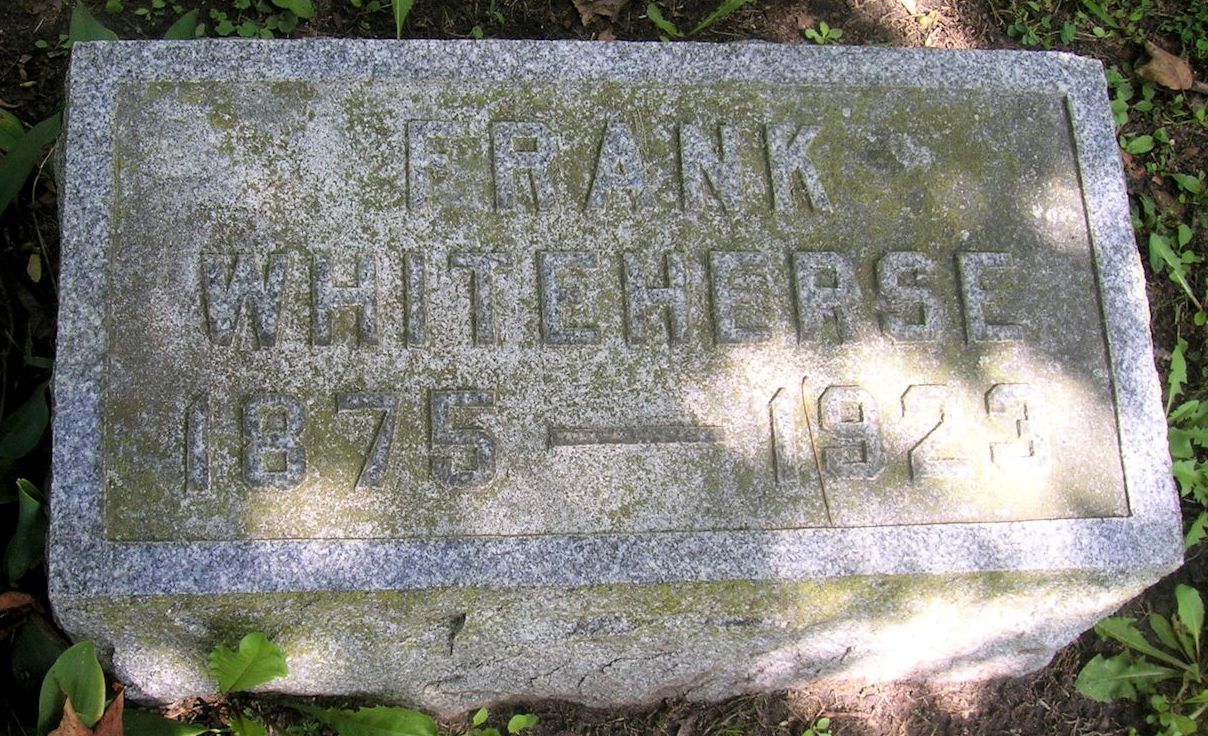 FRANK
WHITEHERSE
1875 — 1923